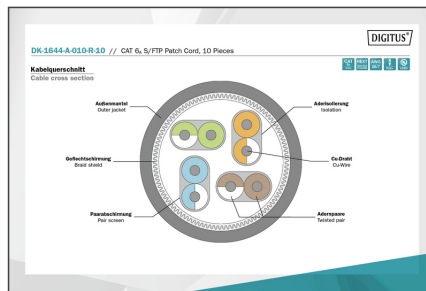 DIGITUS®
DK-1644-A-010-R-10 // CAT 6A S/FTP Patch Cord, 10 Pieces
Kabelquerschnitt
Cable cross section
Außenmantel
Outer jacket
Aderisolierung
Isolation
Geflechtschirmung
Braid shield
Cu-Draht
Cu-Wire
Paarabschirmung
Pair screen
Adernpaare
Twisted pair